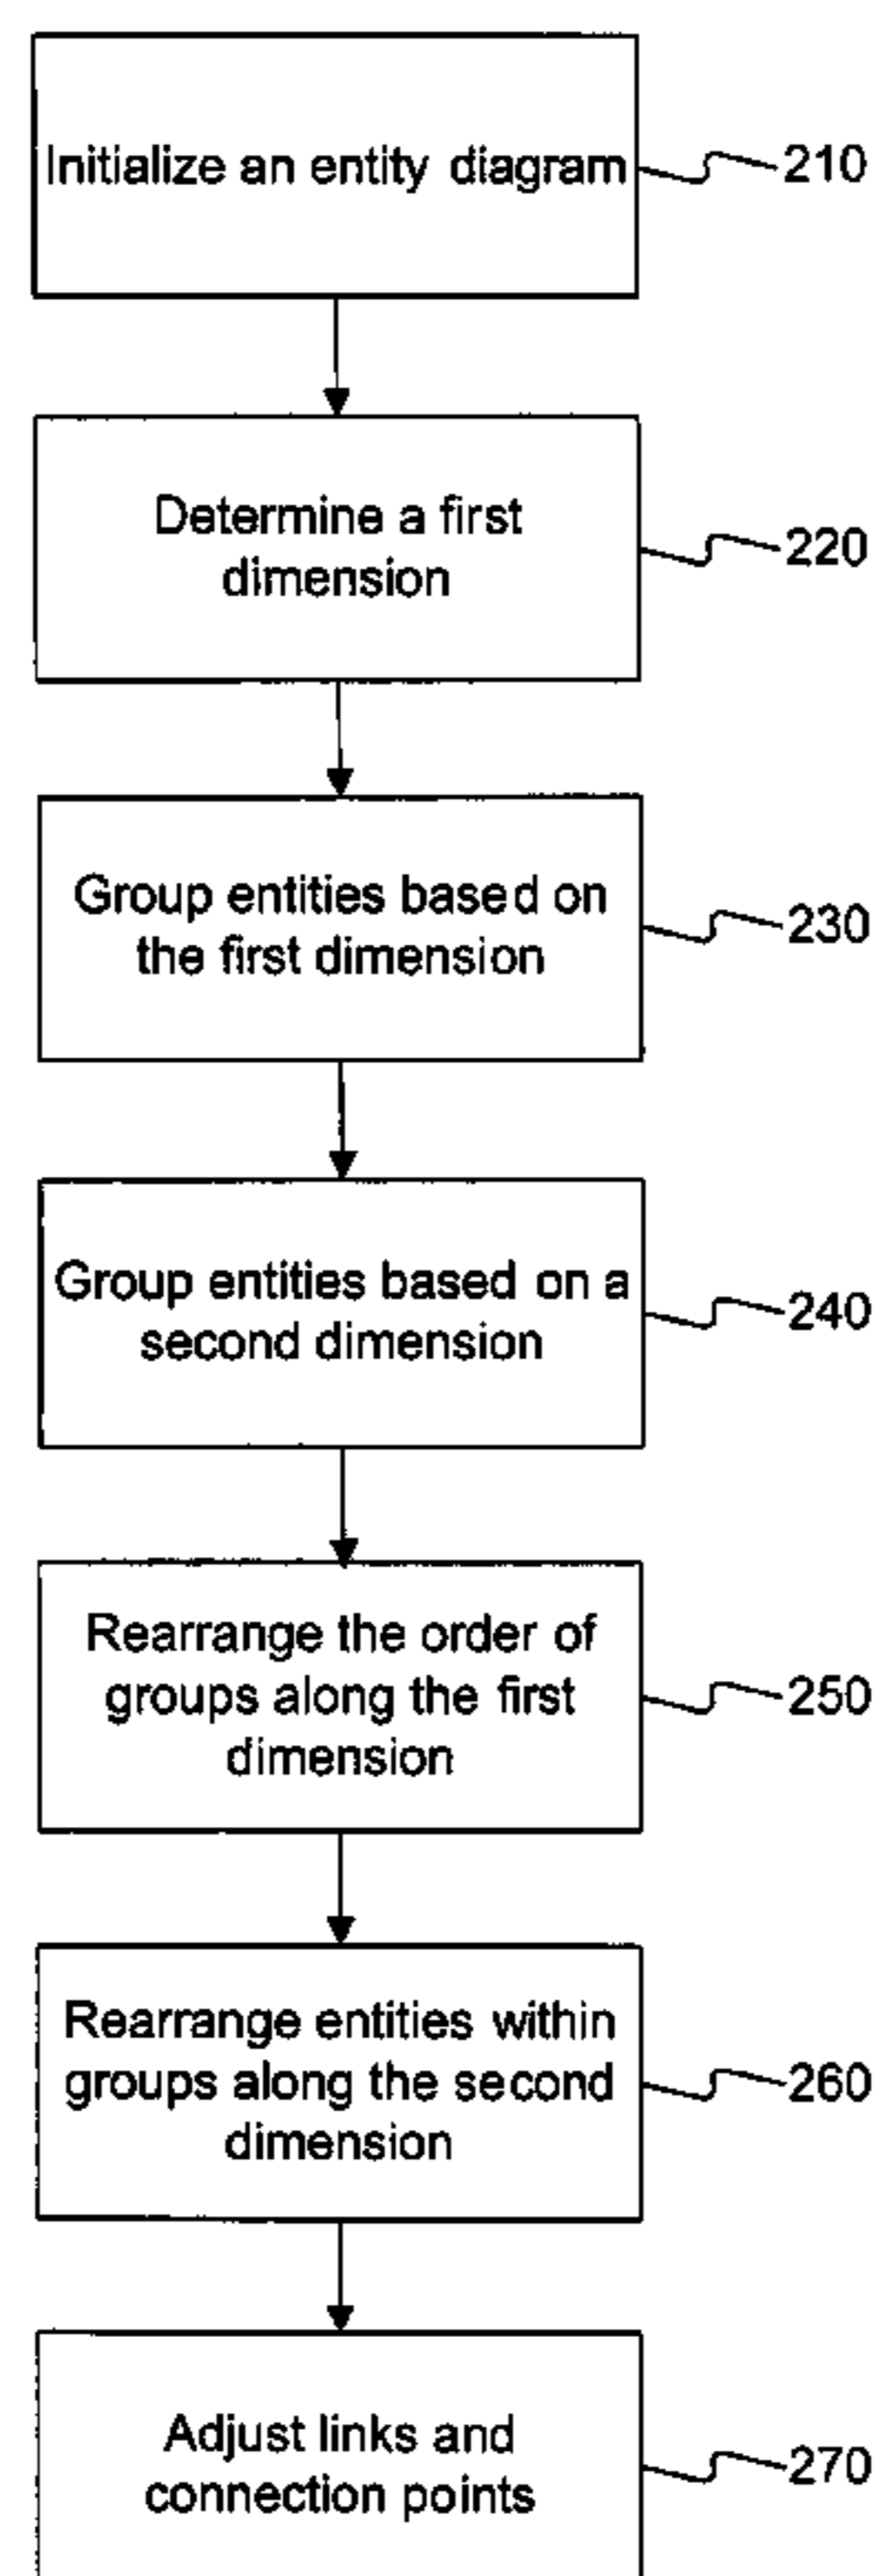 Initialize an entity diagram
210
Determine a first
dimension
220
Group entities based on
the first dimension
230
Group entities based on a
second dimension
240
Rearrange the order of
groups along the first
dimension
250
Rearrange entities within
groups along the second
dimension
260
Adjust links and
connection points
270